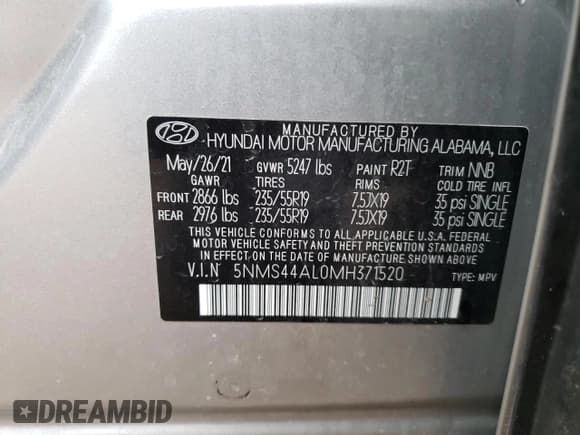 MANUFACTURED BY
HYUNDAI MOTOR MANUFACTURING ALABAMA, LLC
May/26/21 GVWR 5247 lbs PAINT R2T TRIM NNB
GAWR TIRES RIMS COLD TIRE INFL
FRONT 2866 lbs 235/55R19 7.5JX19 35 psi SINGLE
REAR 2976 lbs 235/55R19 7.5JX19 35 psi SINGLE
THIS VEHICLE CONFORMS TO ALL APPLICABLE U.S.A FEDERAL
MOTOR VEHICLE SAFETY AND THEFT PREVENTION STANDARDS
IN EFFECT ON THE DATE OF MANUFACTURE SHOWN ABOVE.
V.I.N 5NMS44AL0MH371520 TYPE: MPV
DREAMBID